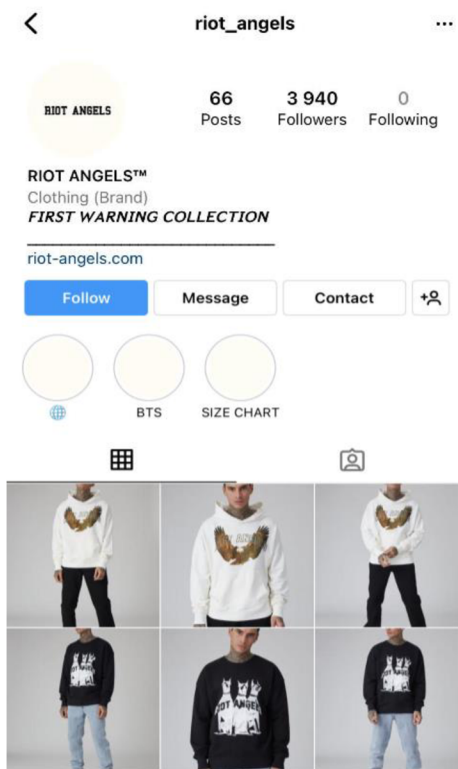 riot_angels
RIOT ANGELS
66
Posts
3 940
Followers
0
Following
RIOT ANGELS™
Clothing (Brand)
FIRST WARNING COLLECTION
riot-angels.com
Follow
Message
Contact
BTS
SIZE CHART